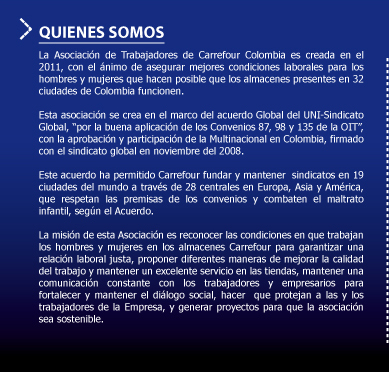 QUIENES SOMOS
La Asociación de Trabajadores de Carrefour Colombia es creada en el
2011, con el ánimo de asegurar mejores condiciones laborales para los
hombres y mujeres que hacen posible que los almacenes presentes en 32
ciudades de Colombia funcionen.
Esta asociación se crea en el marco del acuerdo Global del UNI-Sindicato
Global, “por la buena aplicación de los Convenios 87, 98 y 135 de la OIT”,
con la aprobación y participación de la Multinacional en Colombia, firmado
con el sindicato global en noviembre del 2008.
Este acuerdo ha permitido Carrefour fundar y mantener sindicatos en 19
ciudades del mundo a través de 28 centrales en Europa, Asia y América,
que respetan las premisas de los convenios y combaten el maltrato
infantil, según el Acuerdo.
La misión de esta Asociación es reconocer las condiciones en que trabajan
los hombres y mujeres en los almacenes Carrefour para garantizar una
relación laboral justa, proponer diferentes maneras de mejorar la calidad
del trabajo y mantener un excelente servicio en las tiendas, mantener una
comunicación constante con los trabajadores y empresarios para
fortalecer y mantener el diálogo social, hacer que protejan a las y los
trabajadores de la Empresa, y generar proyectos para que la asociación
sea sostenible.